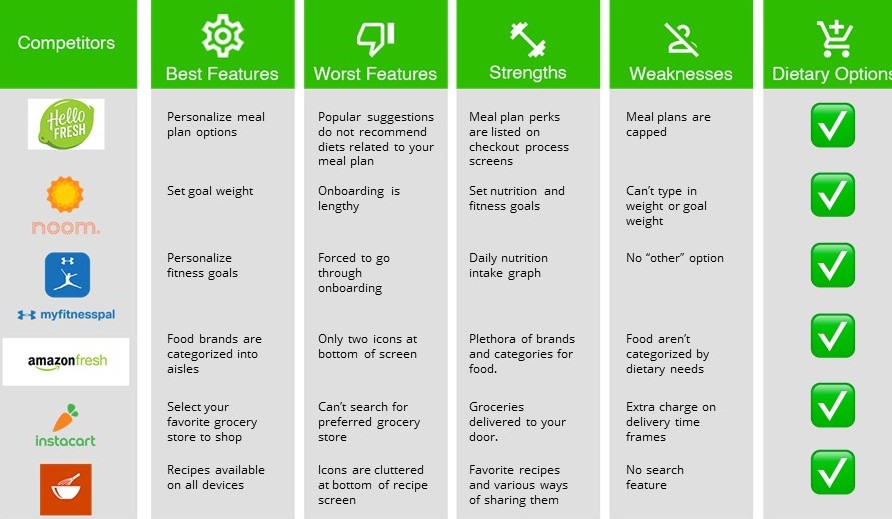 Competitors
Best Features
Worst Features
Strengths
Weaknesses
Dietary Options
Hello
FRESH
Personalize meal
plan options
Popular suggestions
do not recommend
diets related to your
meal plan
Meal plan perks
are listed on
checkout process
screens
Meal plans are
capped
noom.
Set goal weight
Onboarding is
lengthy
Set nutrition and
fitness goals
Can't type in
weight or goal
weight
myfitnesspal
Personalize
fitness goals
Forced to go
through
onboarding
Daily nutrition
intake graph
No “other” option
amazonfresh
Food brands are
categorized into
aisles
Only two icons at
bottom of screen
Plethora of brands
and categories for
food.
Food aren't
categorized by
dietary needs
instacart
Select your
favorite grocery
store to shop
Can't search for
preferred grocery
store
Groceries
delivered to your
door.
Extra charge on
delivery time
frames
Recipes available
on all devices
Icons are cluttered
at bottom of recipe
screen
Favorite recipes
and various ways
of sharing them
No search
feature